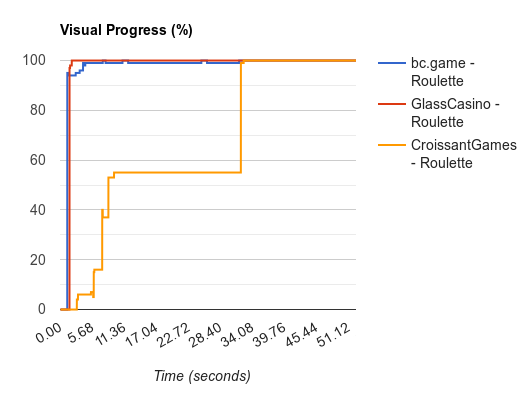 Visual Progress (%)
100
80
60
40
20
0
0.00
5.68
11.36
17.04
22.72
28.40
34.08
39.76
45.44
51.12
Time (seconds)
bc.game -
Roulette
GlassCasino -
Roulette
CroissantGames
- Roulette